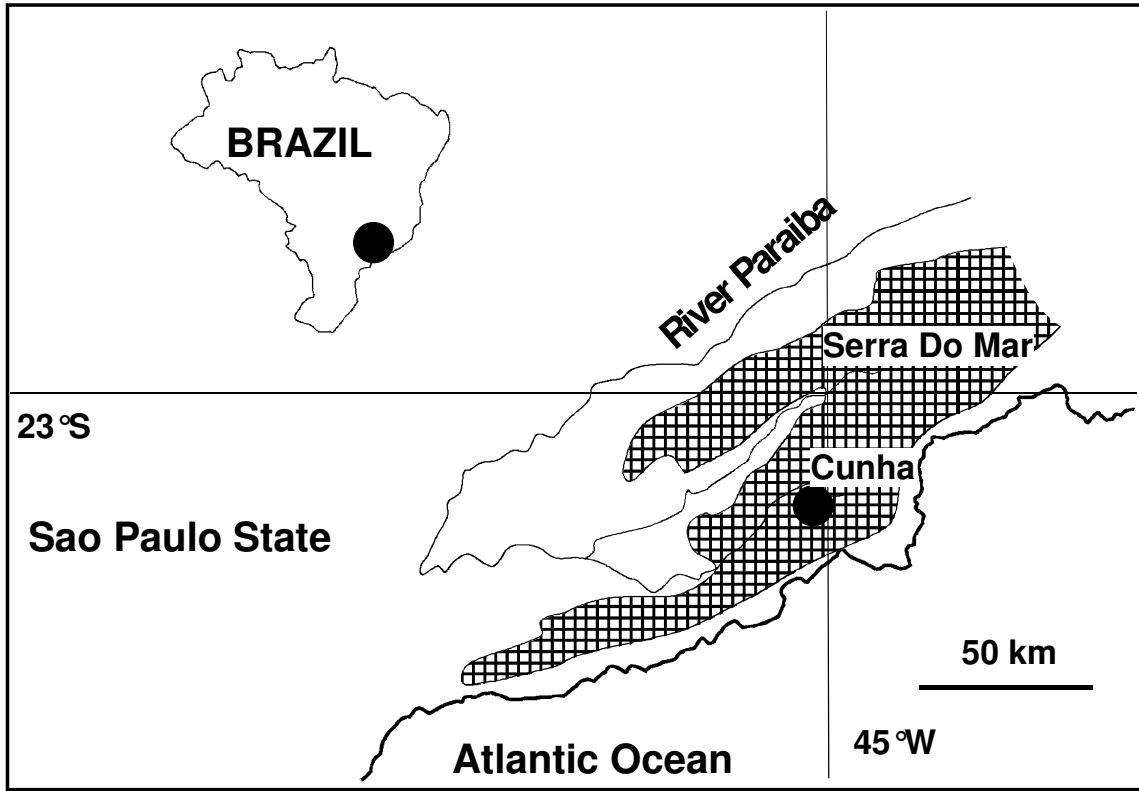 BRAZIL
River Paraiba
Serra Do Mar
23°S
Cunha
Sao Paulo State
50 km
45°W
Atlantic Ocean